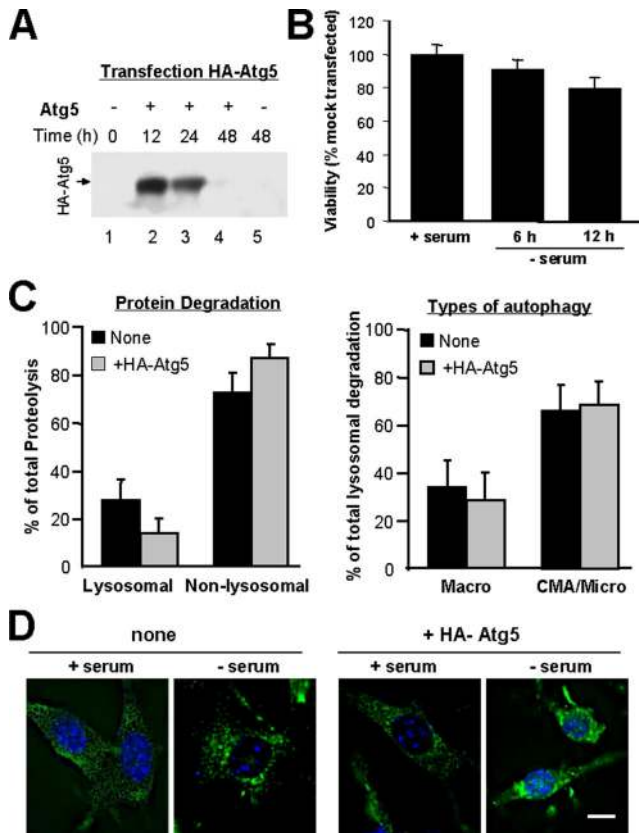 A
Transfection HA-Atg5
Atg5 - + + + -
Time (h) 0 12 24 48 48
HA-Atg5
1 2 3 4 5
B
Viability (% mock transfected)
120
100
80
60
40
20
0
+ serum 6 h 12 h
- serum
C
Protein Degradation
None
+HA-Atg5
% of total Proteolysis
100
80
60
40
20
0
Lysosomal Non-lysosomal
Types of autophagy
None
+HA-Atg5
% of total lysosomal degradation
100
80
60
40
20
0
Macro CMA/Micro
D
none + HA- Atg5
+ serum - serum + serum - serum